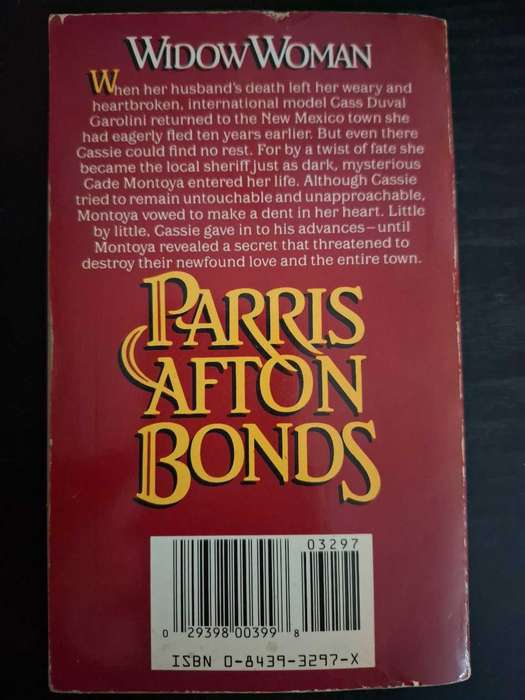 WIDOW WOMAN
When her husband's death left her weary and
heartbroken, international model Cass Duval
Garolini returned to the New Mexico town she
had eagerly fled ten years earlier. But even there
Cassie could find no rest. For by a twist of fate she
became the local sheriff just as dark, mysterious
Cade Montoya entered her life. Although Cassie
tried to remain untouchable and unapproachable,
Montoya vowed to make a dent in her heart. Little
by little, Cassie gave in to his advances—until
Montoya revealed a secret that threatened to
destroy their newfound love and the entire town.
PARRIS
AFTON
BONDS
03297
0 29398 00399 8
ISBN 0-8439-3297-X